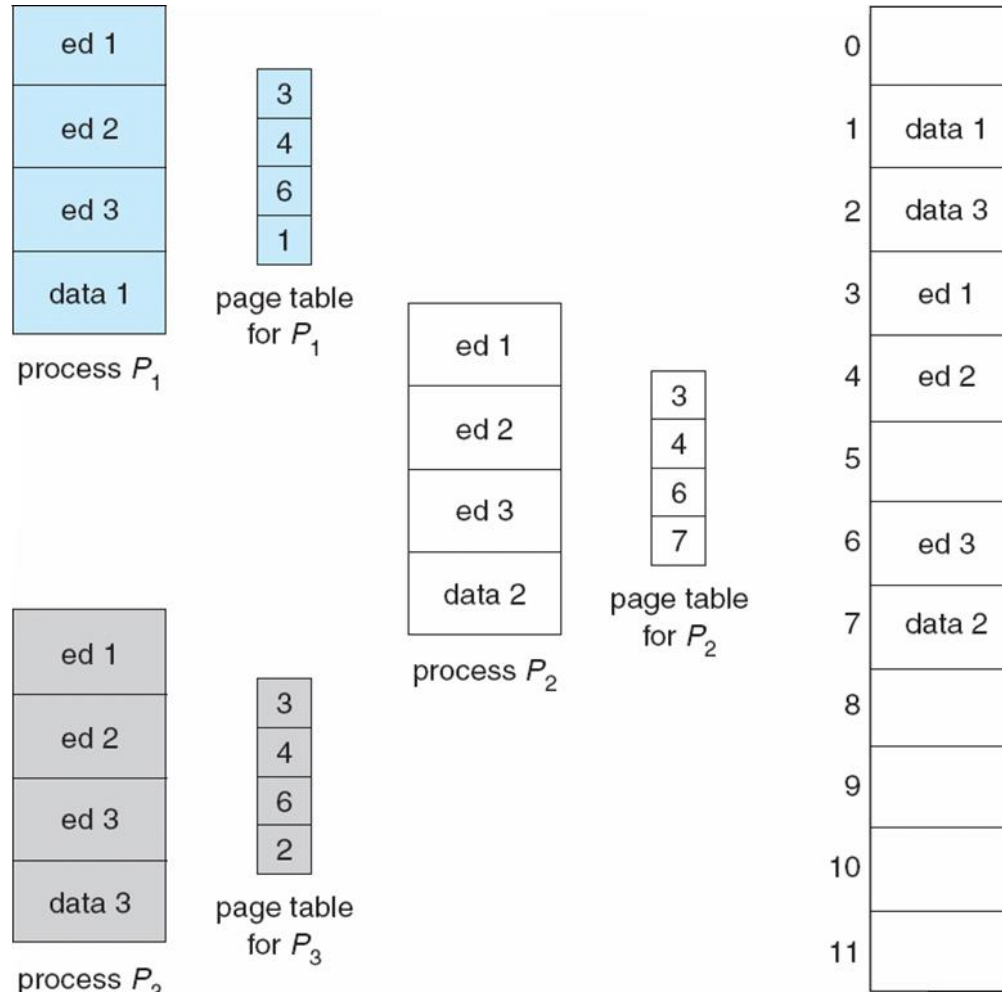 ed 1
ed 2
ed 3
data 1
process P1
3
4
6
1
page table
for P1
ed 1
ed 2
ed 3
data 2
process P2
3
4
6
7
page table
for P2
ed 1
ed 2
ed 3
data 3
process P3
3
4
6
2
page table
for P3
0
1 data 1
2 data 3
3 ed 1
4 ed 2
5
6 ed 3
7 data 2
8
9
10
11